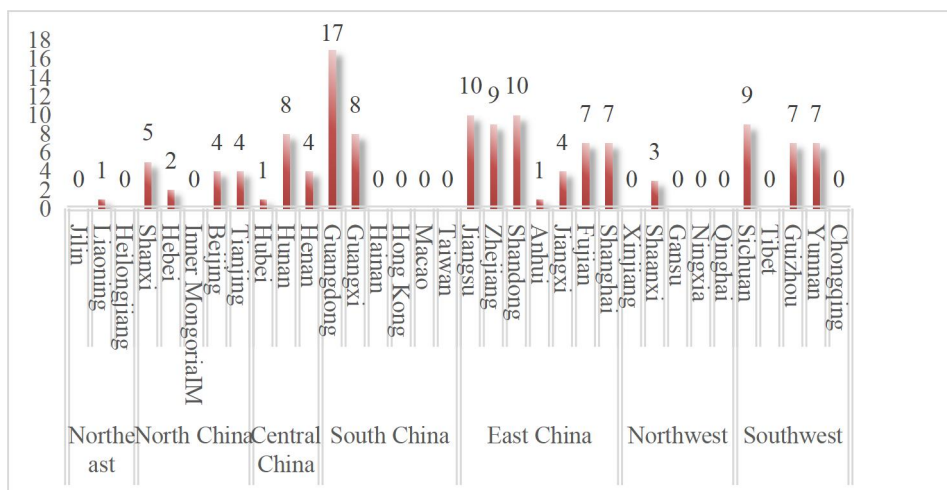 18
16
14
12
10
8
6
4
2
0
0 1 0 5 2 0 4 4 1 8 4 17 8 0 0 0 0 10 9 10 1 4 7 7 0 3 0 0 0 9 0 7 7 0
Jilin
Liaoning
Heilongjiang
Shanxi
Hebei
Inner MongoriaIM
Beijing
Tianjing
Hubei
Hunan
Henan
Guangdong
Guangxi
Hainan
Hong Kong
Macao
Taiwan
Jiangsu
Zhejiang
Shandong
Anhui
Jiangxi
Fujian
Shanghai
Xinjiang
Shaanxi
Gansu
Ningxia
Qinghai
Sichuan
Tibet
Guizhou
Yunnan
Chongqing
Northe
ast
North China
Central
China
South China
East China
Northwest
Southwest